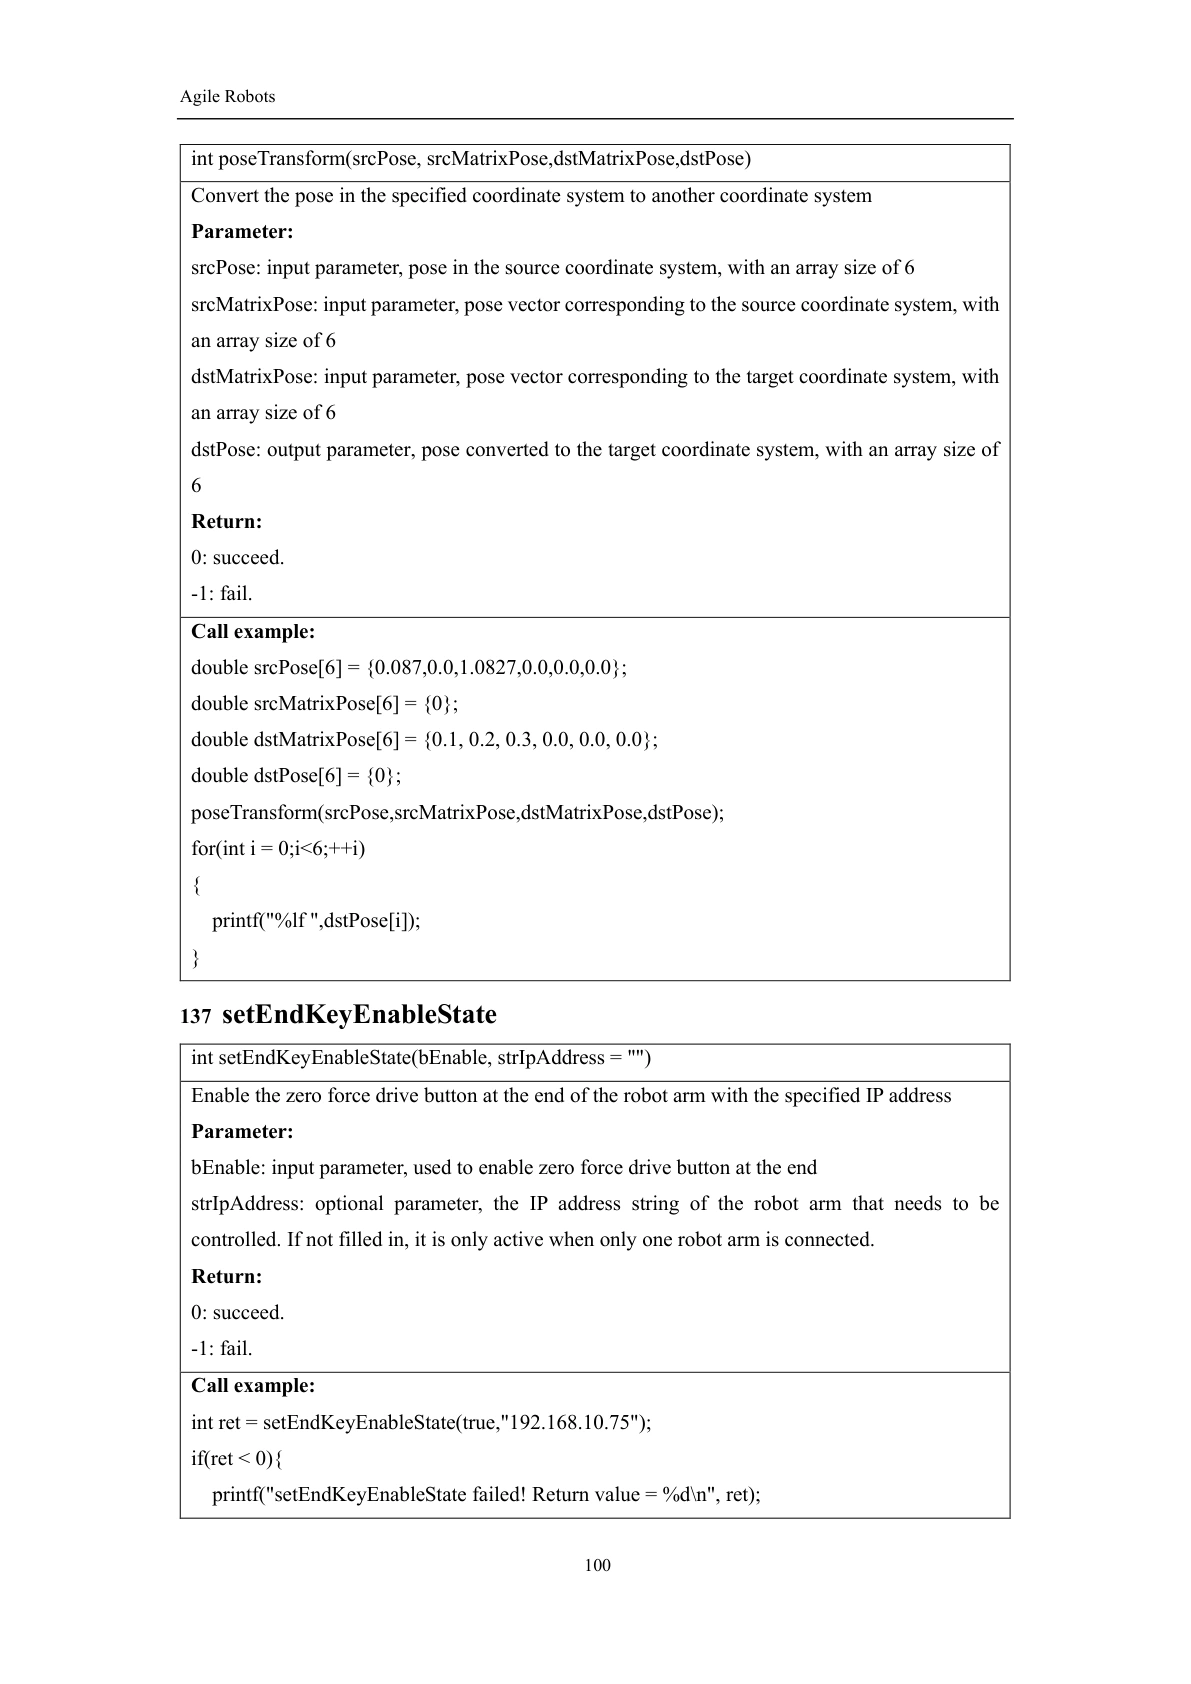 Agile Robots
int poseTransform(srcPose, srcMatrixPose,dstMatrixPose,dstPose)
Convert the pose in the specified coordinate system to another coordinate system
Parameter:
srcPose: input parameter, pose in the source coordinate system, with an array size of 6
srcMatrixPose: input parameter, pose vector corresponding to the source coordinate system, with
an array size of 6
dstMatrixPose: input parameter, pose vector corresponding to the target coordinate system, with
an array size of 6
dstPose: output parameter, pose converted to the target coordinate system, with an array size of
6
Return:
0: succeed.
-1: fail.
Call example:
double srcPose[6] = {0.087,0.0,1.0827,0.0,0.0,0.0};
double srcMatrixPose[6] = {0};
double dstMatrixPose[6] = {0.1, 0.2, 0.3, 0.0, 0.0, 0.0};
double dstPose[6] = {0};
poseTransform(srcPose,srcMatrixPose,dstMatrixPose,dstPose);
for(int i = 0;i<6;++i)
{
printf("%lf ",dstPose[i]);
}
137 setEndKeyEnableState
int setEndKeyEnableState(bEnable, strIpAddress = "")
Enable the zero force drive button at the end of the robot arm with the specified IP address
Parameter:
bEnable: input parameter, used to enable zero force drive button at the end
strIpAddress: optional parameter, the IP address string of the robot arm that needs to be
controlled. If not filled in, it is only active when only one robot arm is connected.
Return:
0: succeed.
-1: fail.
Call example:
int ret = setEndKeyEnableState(true,"192.168.10.75");
if(ret < 0){
printf("setEndKeyEnableState failed! Return value = %d\n", ret);
100